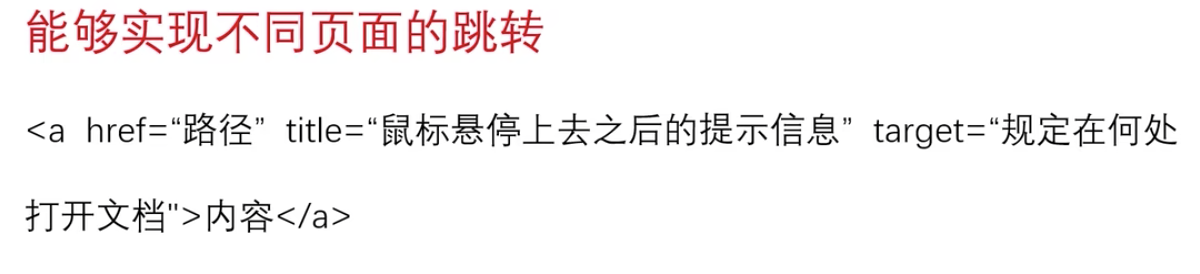 能够实现不同页面的跳转
<a href=“路径” title=“鼠标悬停上去之后的提示信息” target=“规定在何处
打开文档">内容</a>